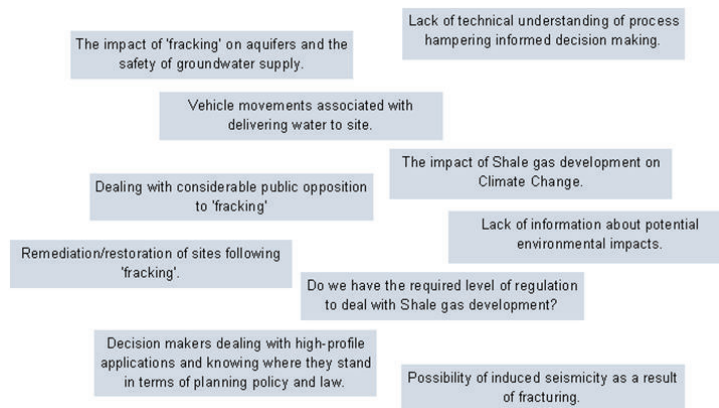 Lack of technical understanding of process
hampering informed decision making.
The impact of 'fracking' on aquifers and the
safety of groundwater supply.
Vehicle movements associated with
delivering water to site.
The impact of Shale gas development on
Climate Change.
Dealing with considerable public opposition
to 'fracking'
Lack of information about potential
environmental impacts.
Remediation/restoration of sites following
'fracking'.
Do we have the required level of regulation
to deal with Shale gas development?
Decision makers dealing with high-profile
applications and knowing where they stand
in terms of planning policy and law.
Possibility of induced seismicity as a result
of fracturing.